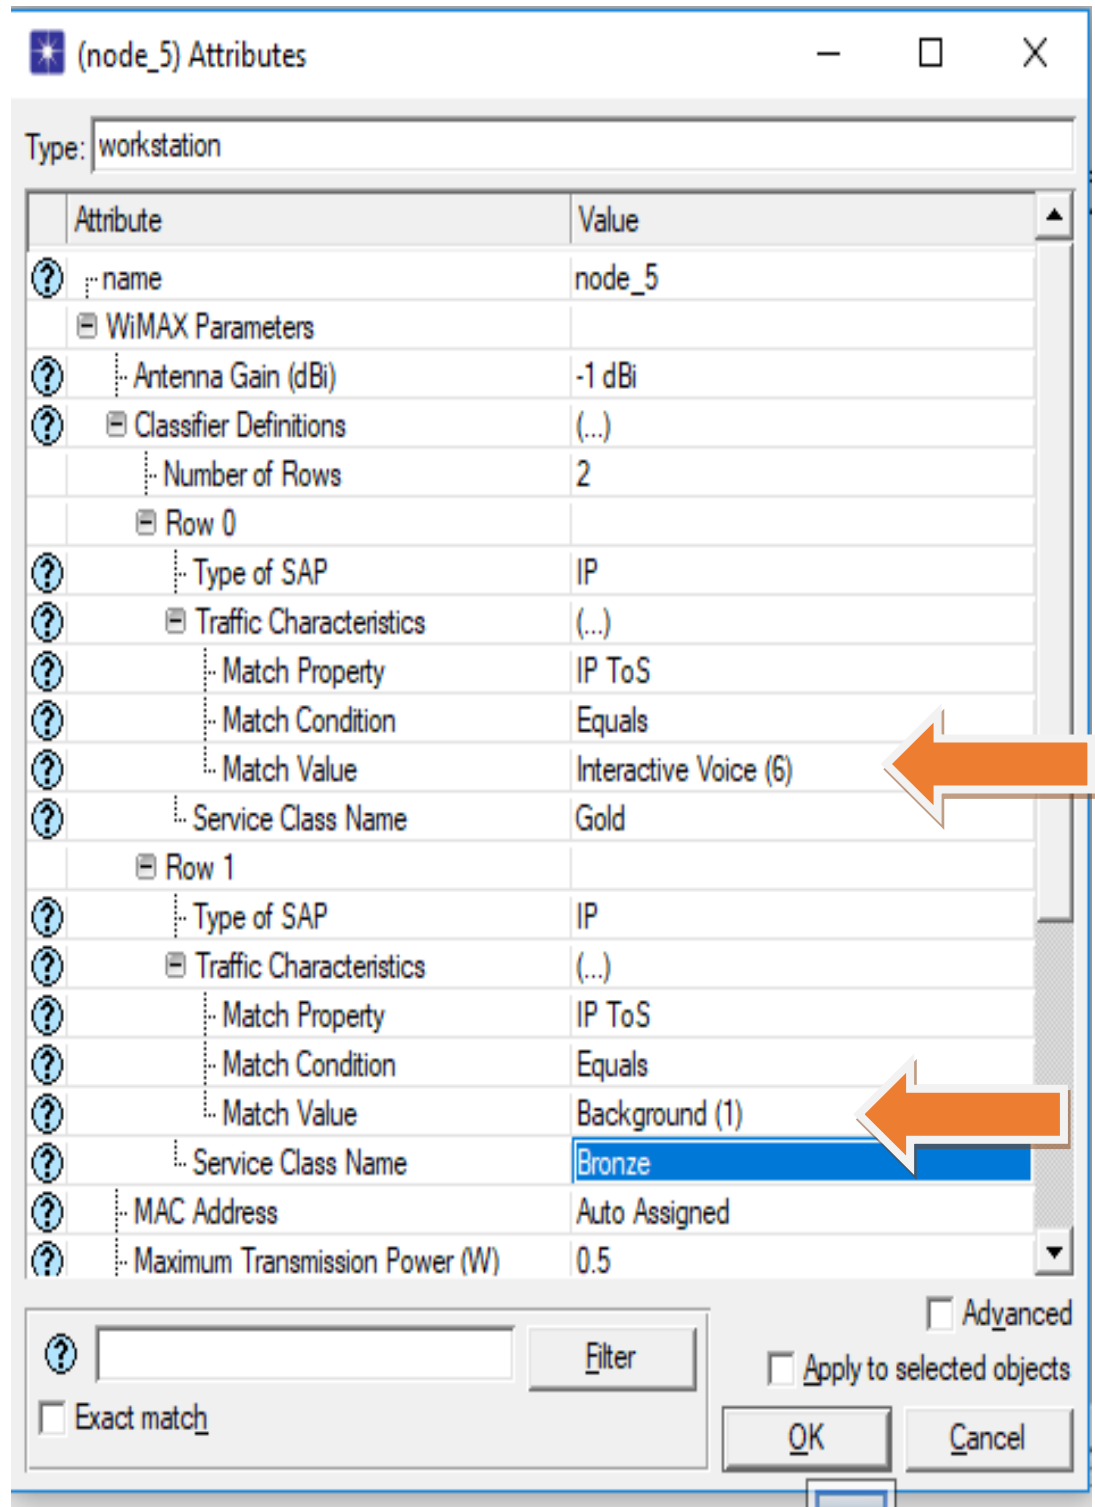 (node_5) Attributes
Type: workstation
Attribute Value
name node_5
WiMAX Parameters
Antenna Gain (dBi) -1 dBi
Classifier Definitions (...)
Number of Rows 2
Row 0
Type of SAP IP
Traffic Characteristics (...)
Match Property IP ToS
Match Condition Equals
Match Value Interactive Voice (6)
Service Class Name Gold
Row 1
Type of SAP IP
Traffic Characteristics (...)
Match Property IP ToS
Match Condition Equals
Match Value Background (1)
Service Class Name Bronze
MAC Address Auto Assigned
Maximum Transmission Power (W) 0.5
Advanced
Filter
Apply to selected objects
Exact match
OK Cancel